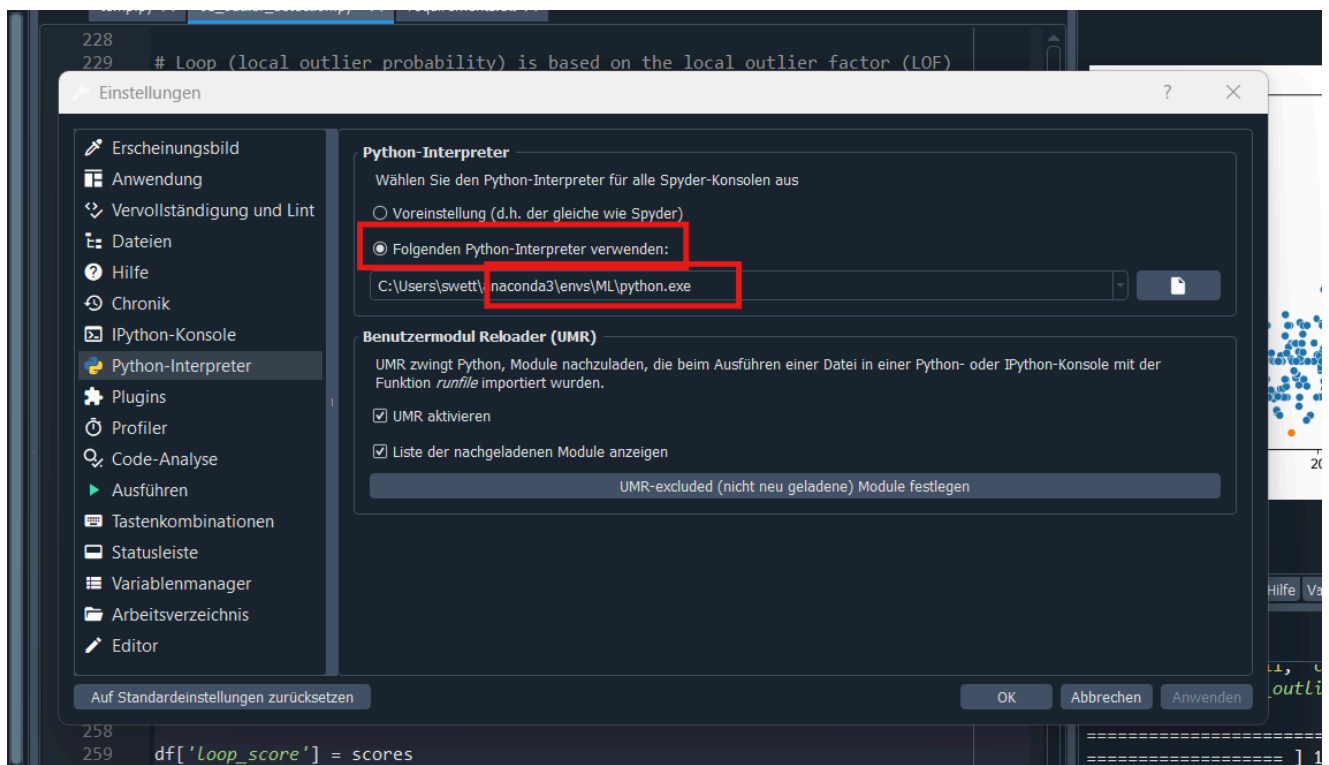 228
229 # Loop (local outlier probability) is based on the local outlier factor (LOF)
Einstellungen
?
Erscheinungsbild
Anwendung
Vervollständigung und Lint
Dateien
Hilfe
Chronik
IPython-Konsole
Python-Interpreter
Plugins
Profiler
Code-Analyse
Ausführen
Tastenkombinationen
Statusleiste
Variablenmanager
Arbeitsverzeichnis
Editor
Python-Interpreter
Wählen Sie den Python-Interpreter für alle Spyder-Konsolen aus
Voreinstellung (d.h. der gleiche wie Spyder)
Folgenden Python-Interpreter verwenden:
C:\Users\swett\anaconda3\envs\ML\python.exe
Benutzermodul Reloader (UMR)
UMR zwingt Python, Module nachzuladen, die beim Ausführen einer Datei in einer Python- oder IPython-Konsole mit der
Funktion runfile importiert wurden.
UMR aktivieren
Liste der nachgeladenen Module anzeigen
UMR-excluded (nicht neu geladene) Module festlegen
Auf Standardeinstellungen zurücksetzen
OK
Abbrechen
Anwenden
Hilfe
258
259 df['loop_score'] = scores